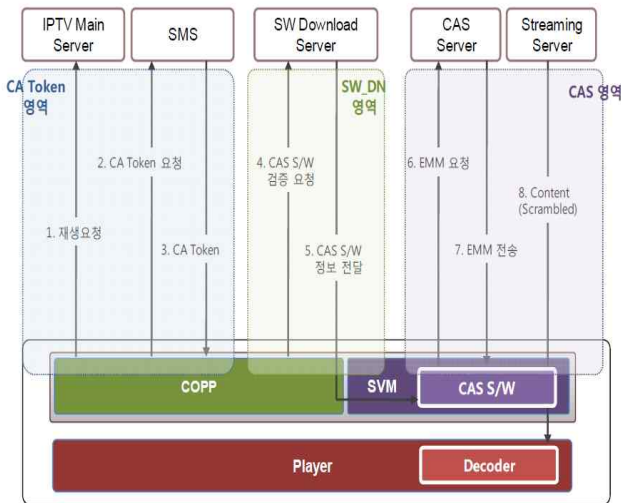 IPTV Main
Server
SMS
SW Download
Server
CAS
Server
Streaming
Server
CA Token
영역
SW_DN
영역
CAS 영역
2. CA Token 요청
4. CAS S/W
검증 요청
6. EMM 요청
8. Content
(Scrambled)
1. 재생요청
3. CA Token
5. CAS S/W
정보 전달
7. EMM 전송
COPP
SVM
CAS S/W
Player
Decoder